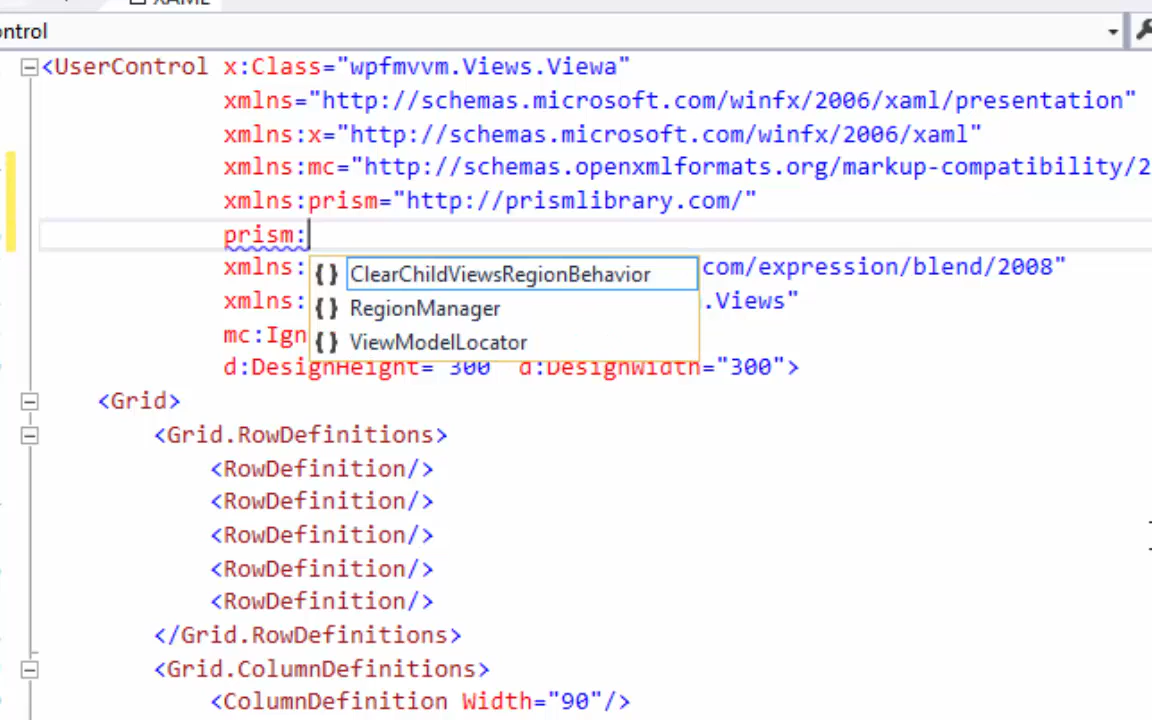 XAML
ontrol
<UserControl x:Class="wpfmvvm.Views.Viewa"
xmlns="http://schemas.microsoft.com/winfx/2006/xaml/presentation"
xmlns:x="http://schemas.microsoft.com/winfx/2006/xaml"
xmlns:mc="http://schemas.openxmlformats.org/markup-compatibility/2
xmlns:prism="http://prismlibrary.com/"
prism:
xmlns: com/expression/blend/2008"
{} ClearChildViewsRegionBehavior
xmlns: .Views"
{} RegionManager
mc:Ign
{} ViewModelLocator
d:DesignHeight="300" d:DesignWidth="300">
<Grid>
<Grid.RowDefinitions>
<RowDefinition/>
<RowDefinition/>
<RowDefinition/>
<RowDefinition/>
<RowDefinition/>
</Grid.RowDefinitions>
<Grid.ColumnDefinitions>
<ColumnDefinition Width="90"/>